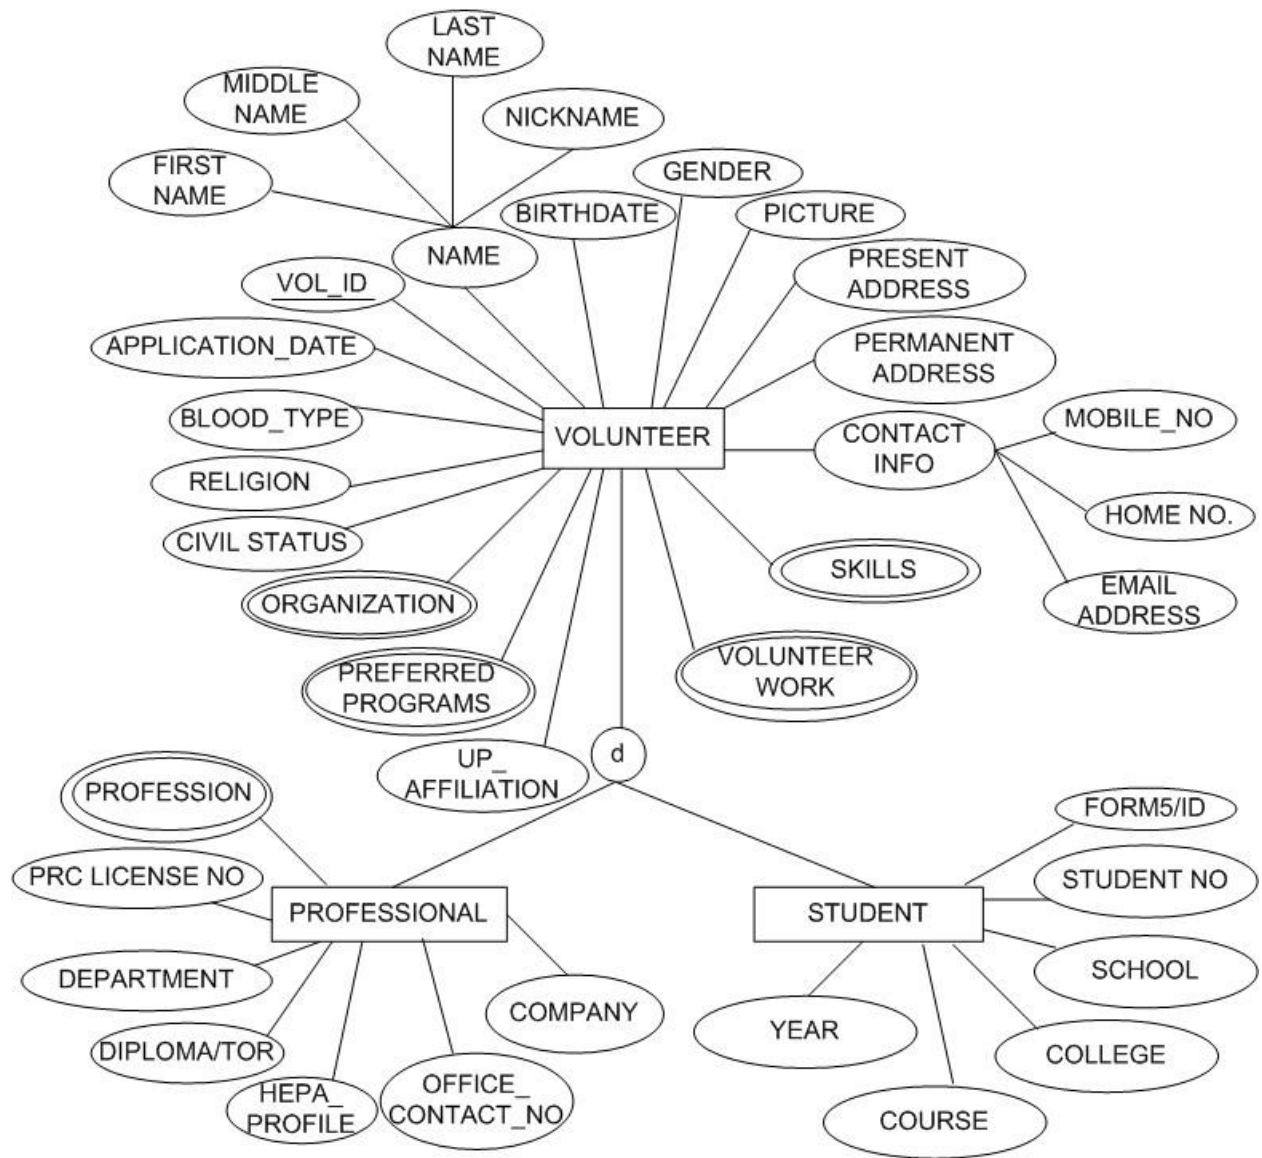 LAST
NAME
MIDDLE
NAME
NICKNAME
FIRST
NAME
GENDER
BIRTHDATE
PICTURE
NAME
VOL_ID
PRESENT
ADDRESS
APPLICATION_DATE
PERMANENT
ADDRESS
BLOOD_TYPE
VOLUNTEER
CONTACT
INFO
MOBILE_NO
RELIGION
HOME NO.
CIVIL STATUS
SKILLS
EMAIL
ADDRESS
ORGANIZATION
PREFERRED
PROGRAMS
VOLUNTEER
WORK
UP_
AFFILIATION
d
PROFESSION
FORM5/ID
PRC LICENSE NO
STUDENT NO
PROFESSIONAL
STUDENT
DEPARTMENT
SCHOOL
COMPANY
YEAR
DIPLOMA/TOR
COLLEGE
HEPA_
PROFILE
OFFICE_
CONTACT_NO
COURSE